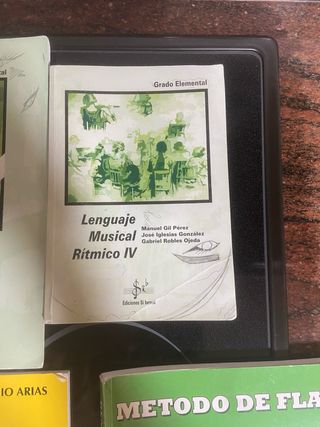 Grado Elemental
Lenguaje
Musical
Rítmico IV
Manuel Gil Pérez
José Iglesias González
Gabriel Robles Ojeda
Ediciones Si bemol
IO ARIAS
METODO DE FLA